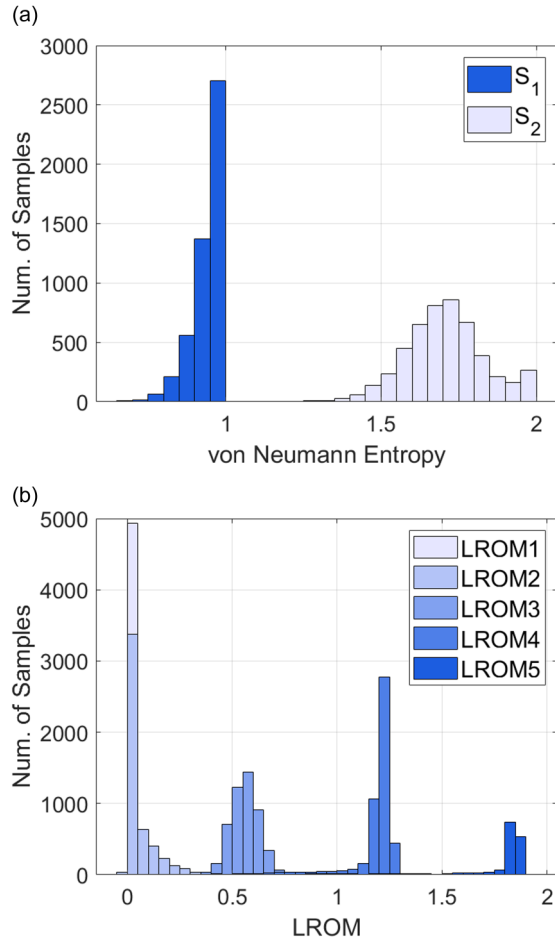 (a)
3000
2500
2000
1500
1000
500
0
Num. of Samples
S1
S2
1
1.5
2
von Neumann Entropy
(b)
5000
4000
3000
2000
1000
0
Num. of Samples
LROM1
LROM2
LROM3
LROM4
LROM5
0
0.5
1
1.5
2
LROM